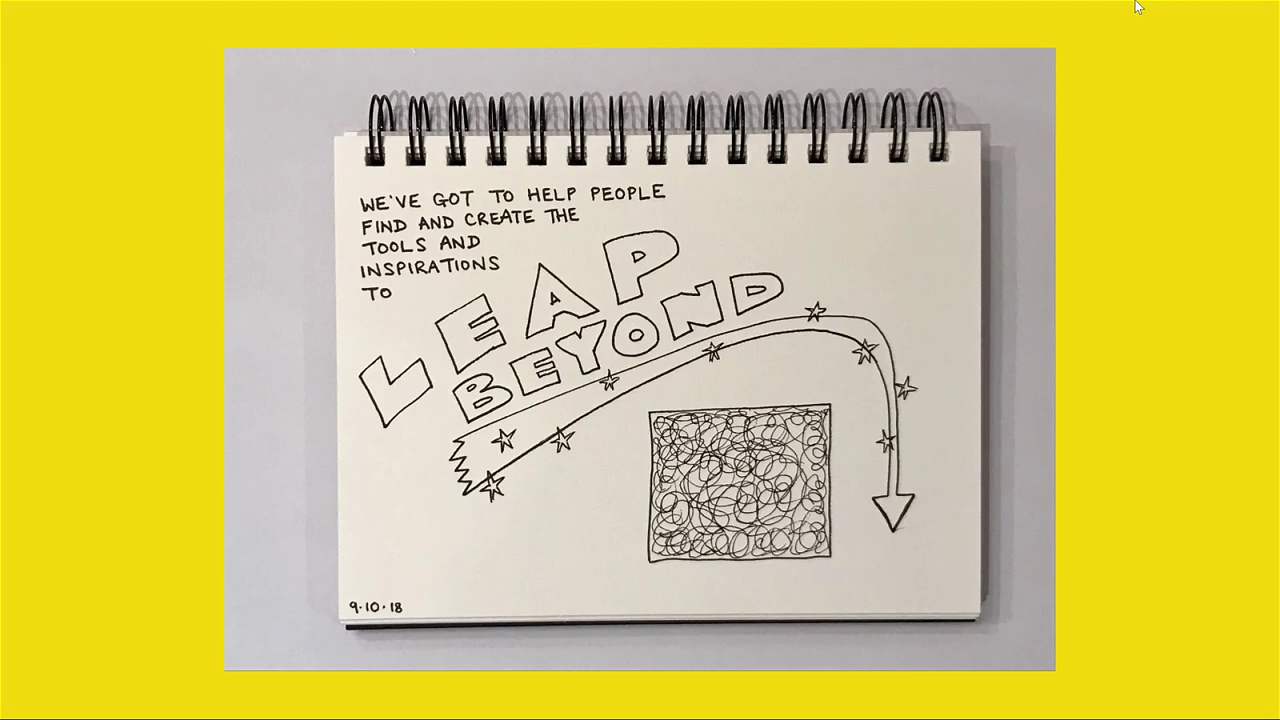 WE'VE GOT TO HELP PEOPLE
FIND AND CREATE THE
TOOLS AND
INSPIRATIONS
TO
LEAP
BEYOND
9.10.18